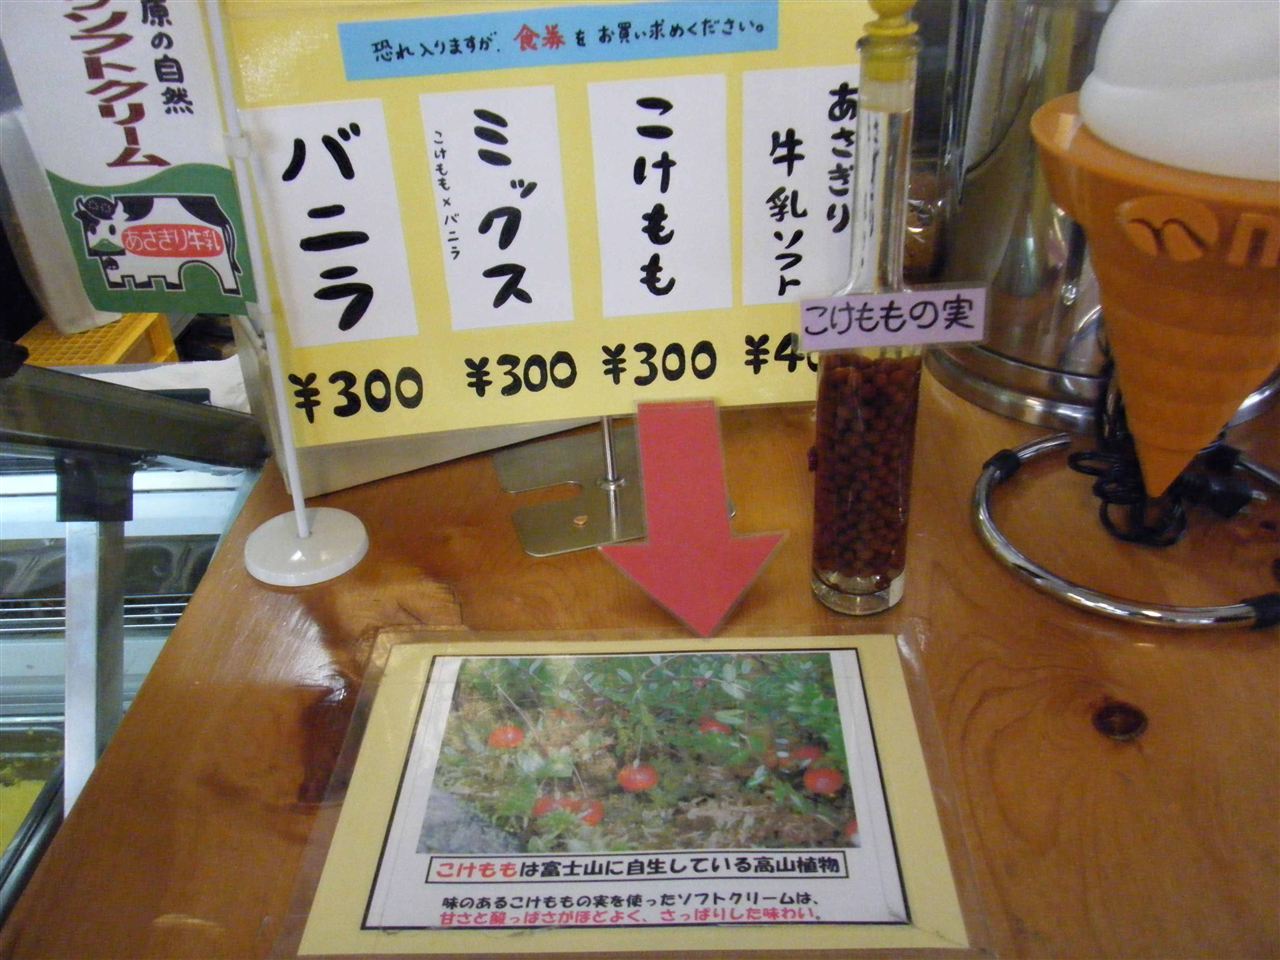 原の自然
ソフトクリーム
あさぎり牛乳
恐れ入りますが、食券をお買い求めください。
バニラ
¥300
ミックス
こけもも×バニラ
¥300
こけもも
¥300
あさぎり
牛乳ソフト
¥40
こけももの実
こけももは富士山に自生している高山植物
味のあるこけももの実を使ったソフトクリームは、
甘さと酸っぱさがほどよく、さっぱりした味わい。